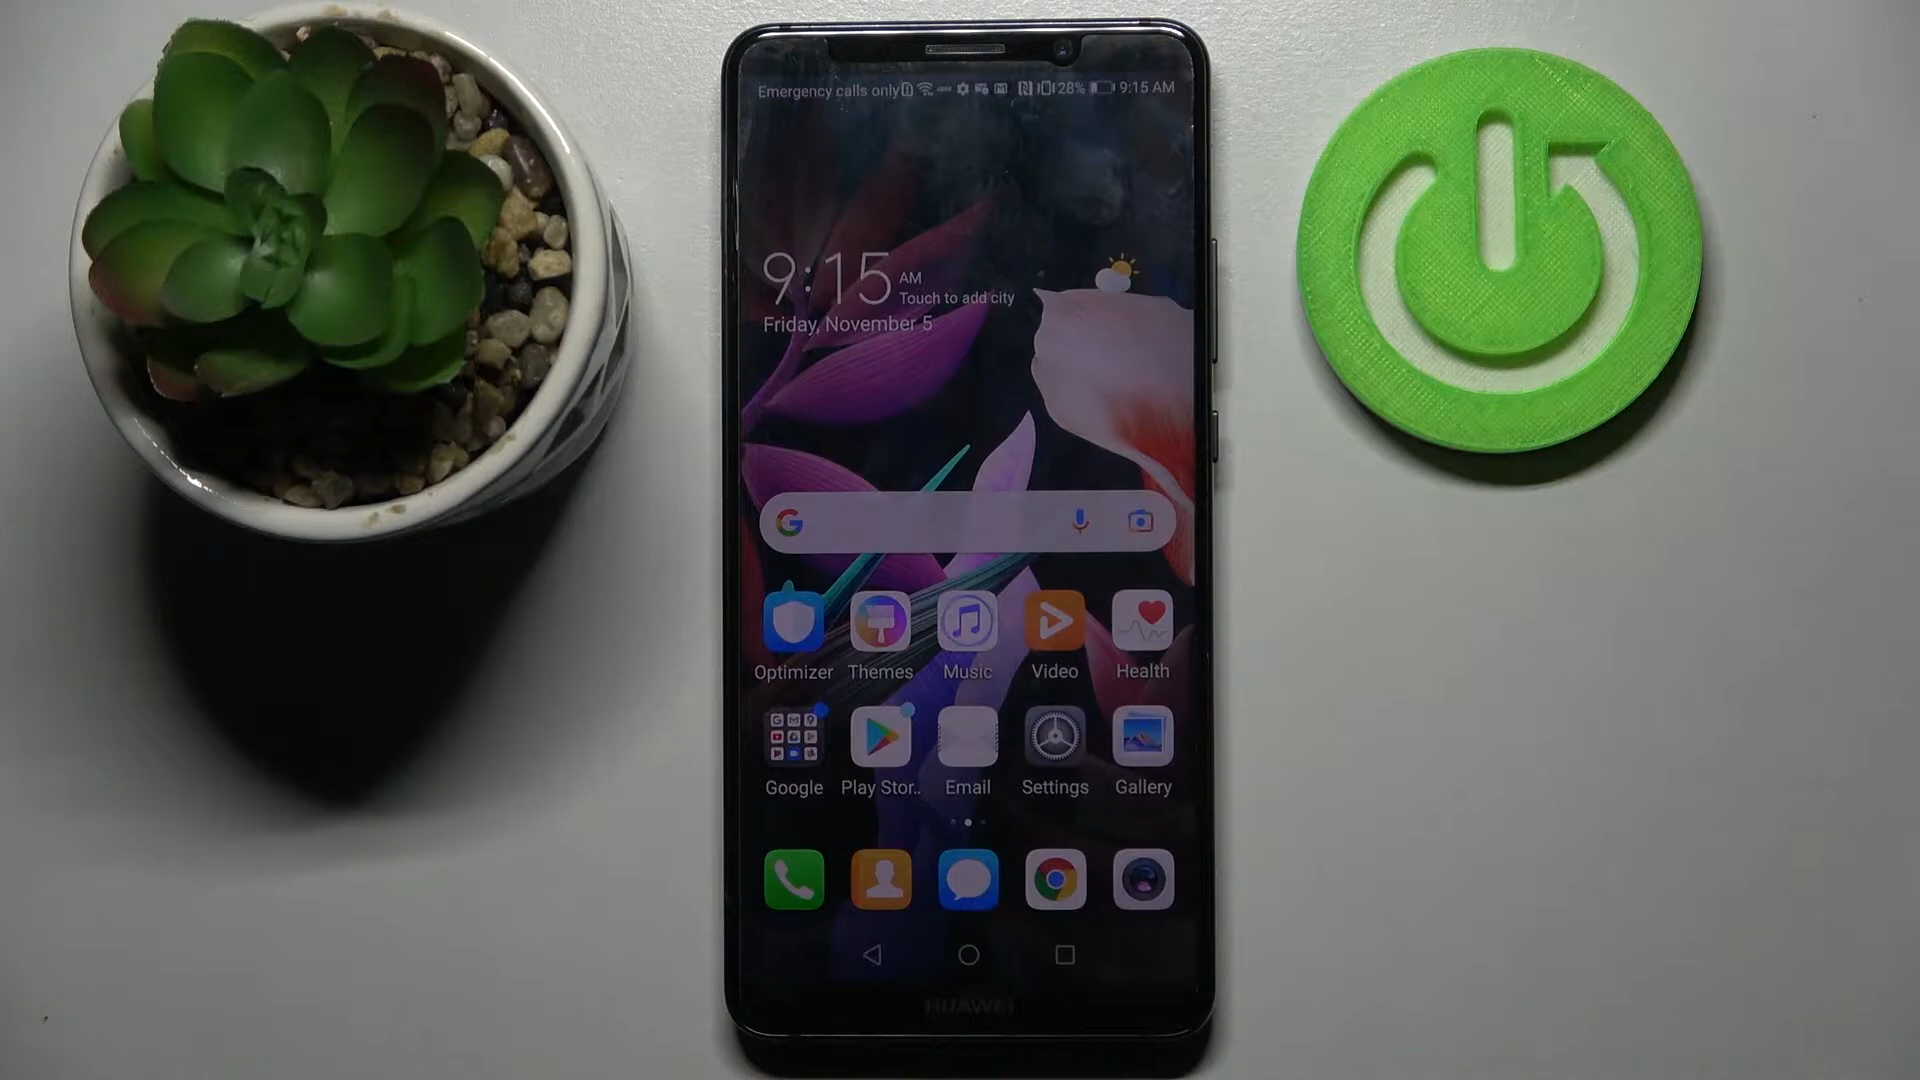 Emergency calls only 28% 9:15 AM
9:15 AM
Touch to add city
Friday, November 5
Optimizer Themes Music Video Health
Google Play Stor.. Email Settings Gallery
HUAWEI